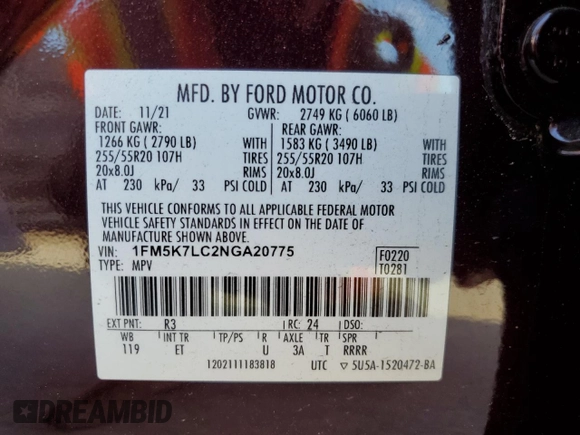 MFD. BY FORD MOTOR CO.
DATE: 11/21 GVWR: 2749 KG ( 6060 LB)
FRONT GAWR: REAR GAWR:
1266 KG ( 2790 LB) WITH 1583 KG ( 3490 LB) WITH
255/55R20 107H TIRES 255/55R20 107H TIRES
20x8.0J RIMS 20x8.0J RIMS
AT 230 kPa/ 33 PSI COLD AT 230 kPa/ 33 PSI COLD
THIS VEHICLE CONFORMS TO ALL APPLICABLE FEDERAL MOTOR
VEHICLE SAFETY STANDARDS IN EFFECT ON THE DATE OF
MANUFACTURE SHOWN ABOVE.
VIN: 1FM5K7LC2NGA20775 F0220
TYPE: MPV T0281
EXT PNT: R3 RC: 24 DSO:
WB INT TR TP/PS R AXLE TR SPR
119 ET U 3A T RRRR
1202111183818 UTC ▽ 5U5A-1520472-BA
DREAMBID